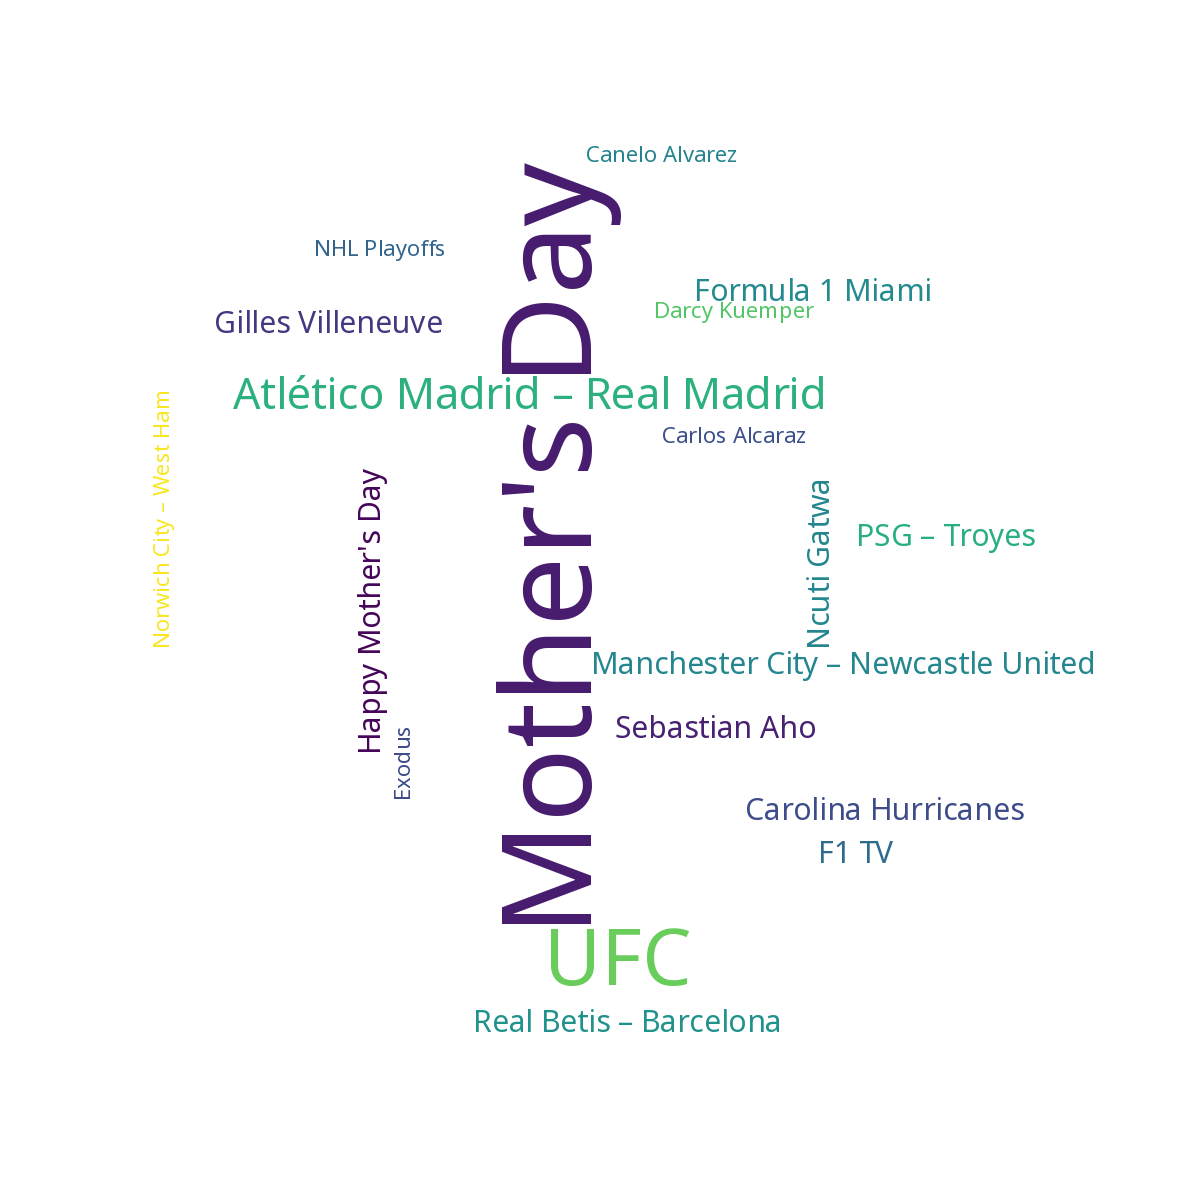 Canelo Alvarez
Mother's Day
NHL Playoffs
Formula 1 Miami
Darcy Kuemper
Gilles Villeneuve
Atlético Madrid – Real Madrid
Norwich City – West Ham
Carlos Alcaraz
Happy Mother's Day
Ncuti Gatwa
PSG – Troyes
Manchester City – Newcastle United
Sebastian Aho
Exodus
Carolina Hurricanes
F1 TV
UFC
Real Betis – Barcelona